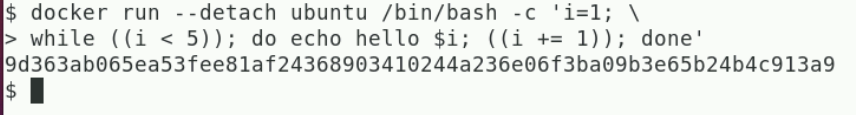 $ docker run --detach ubuntu /bin/bash -c 'i=1; \
> while ((i < 5)); do echo hello $i; ((i += 1)); done'
9d363ab065ea53fee81af24368903410244a236e06f3ba09b3e65b24b4c913a9
$